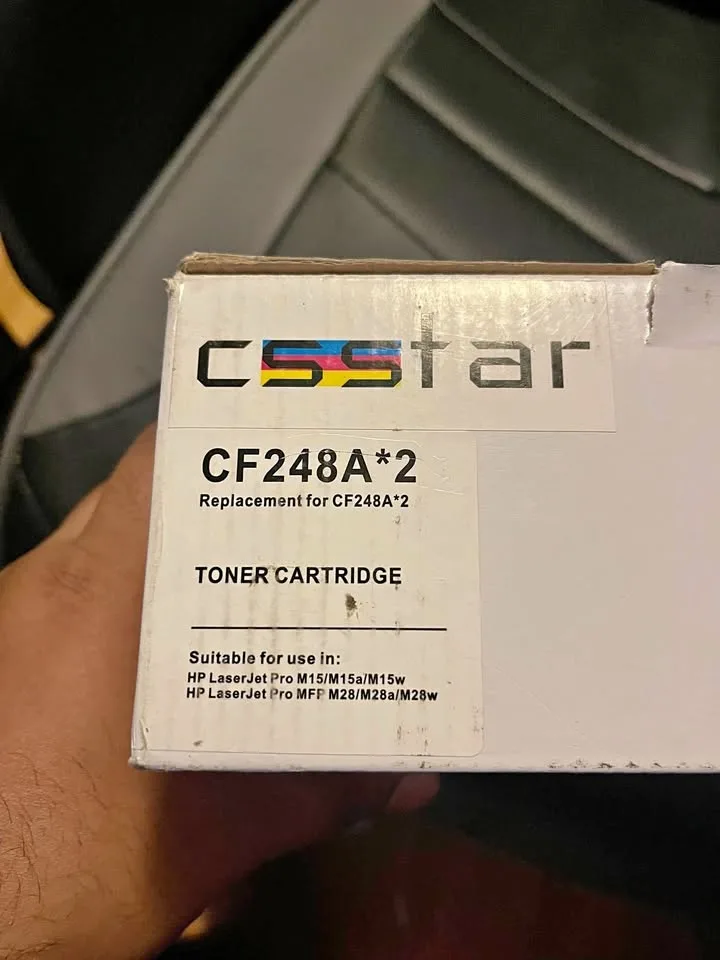 csstar
CF248A*2
Replacement for CF248A*2
TONER CARTRIDGE
Suitable for use in:
HP LaserJet Pro M15/M15a/M15w
HP LaserJet Pro MFP M28/M28a/M28w